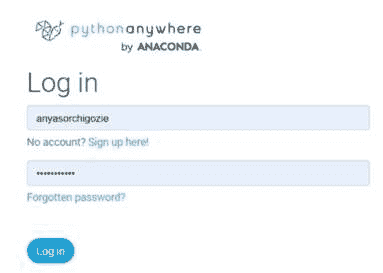 pythonanywhere
by ANACONDA.
Log in
anyasorchigozie
No account? Sign up here!
•••••••••••
Forgotten password?
Log in